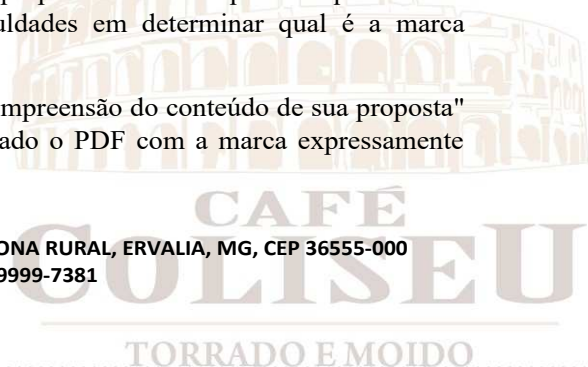 uldades em determinar qual é a marca
mpreensão do conteúdo de sua proposta"
ado o PDF com a marca expressamente
CAFÉ
ONA RURAL, ERVALIA, MG, CEP 36555-000
9999-7381
COLISEU
TORRADO E MOIDO